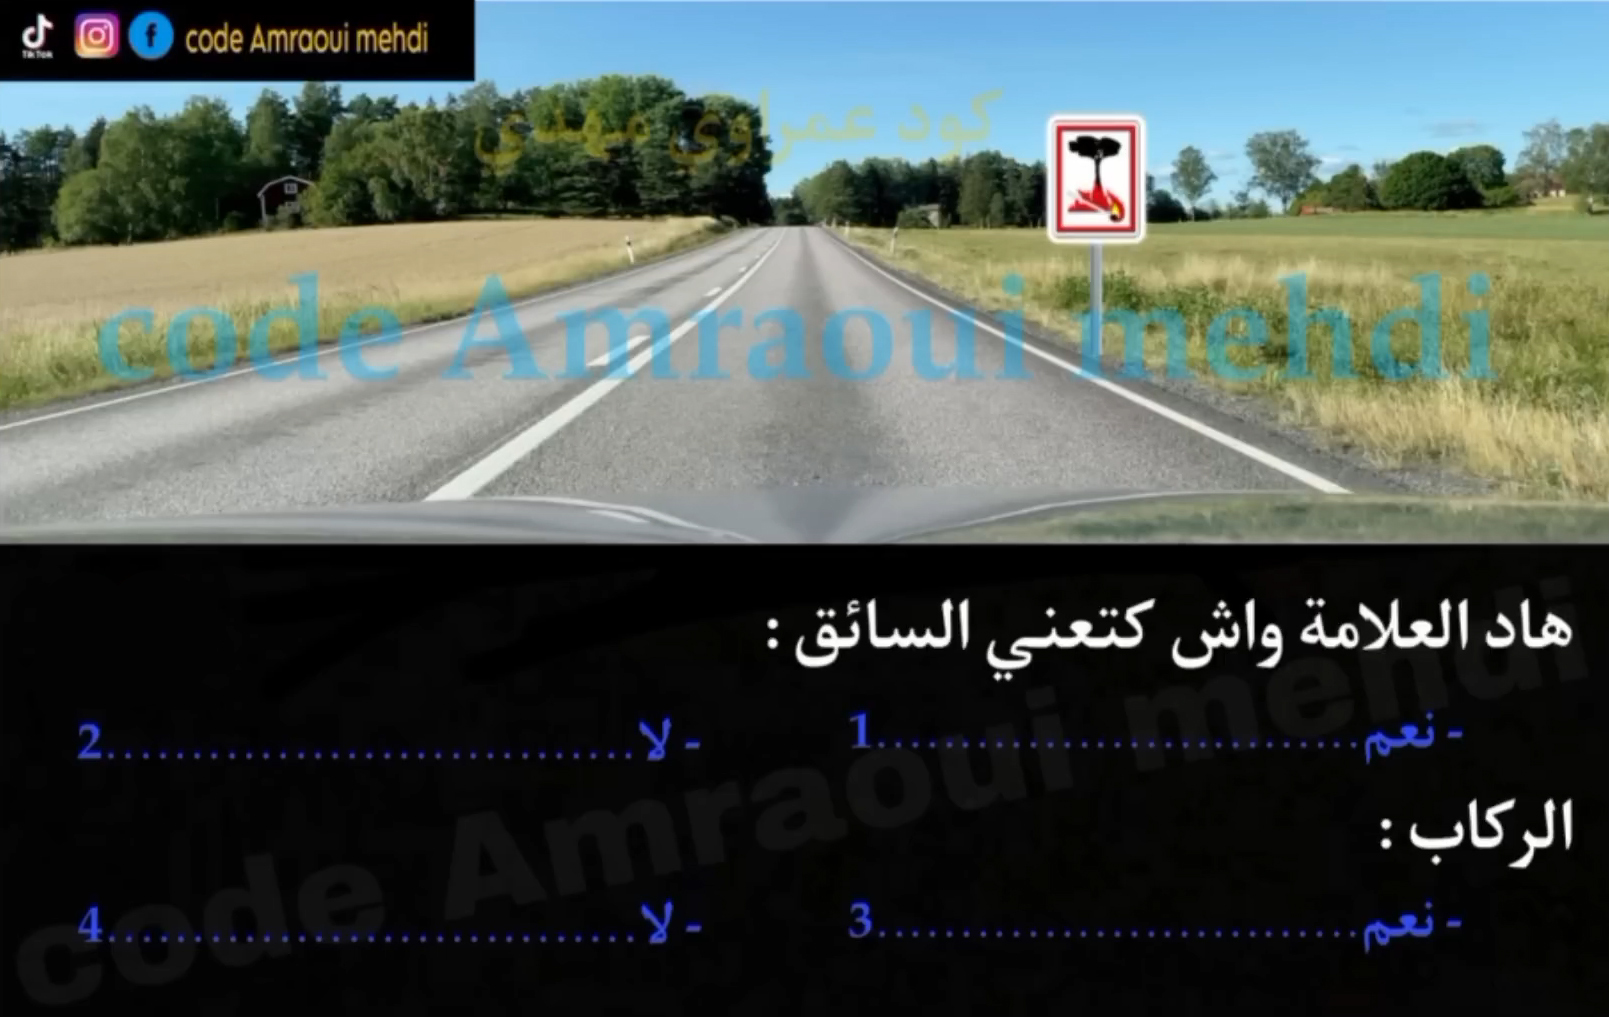 TikTok
code Amraoui mehdi
كود عمراوي مهدي
code Amraoui mehdi
هاد العلامة واش كتعني السائق :
- نعم..............................1
- لا.................................2
الركاب :
- نعم..............................3
- لا.................................4
code Amraoui mehdi